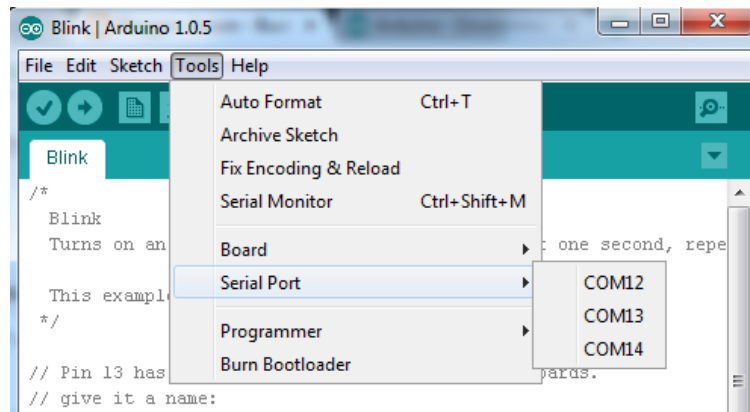 Blink | Arduino 1.0.5
File Edit Sketch Tools Help
Auto Format Ctrl+T
Archive Sketch
Fix Encoding & Reload
Serial Monitor Ctrl+Shift+M
Board
Serial Port
Programmer
Burn Bootloader
COM12
COM13
COM14
Blink
/*
Blink
Turns on an one second, repe
This exampl
*/
// Pin 13 has ards.
// give it a name: